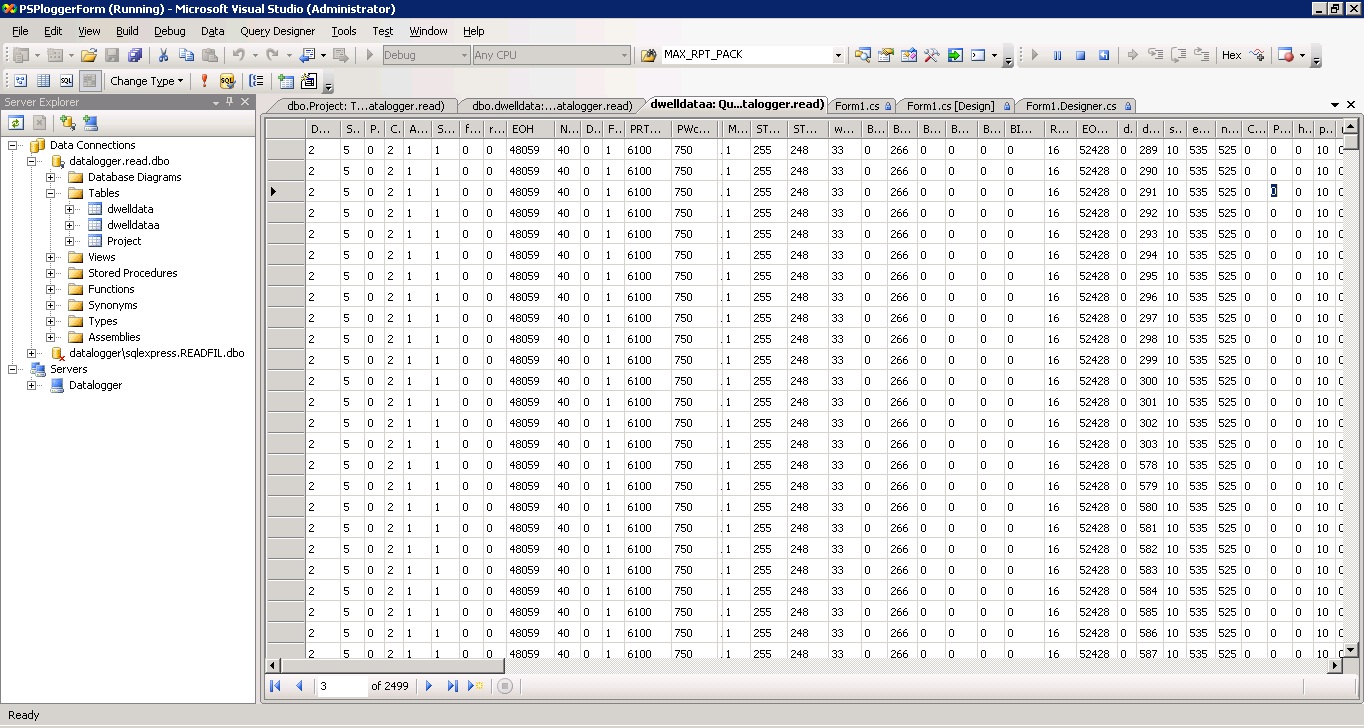 PSPloggerForm (Running) - Microsoft Visual Studio (Administrator)
File Edit View Build Debug Data Query Designer Tools Test Window Help
Debug Any CPU MAX_RPT_PACK Hex
SQL Change Type SQL
Server Explorer
dbo.Project: T...atalogger.read) dbo.dwelldata:...atalogger.read) dwelldataa: Qu...talogger.read) Form1.cs Form1.cs [Design] Form1.Designer.cs
Data Connections
datalogger.read.dbo
Database Diagrams
Tables
dwelldata
dwelldataa
Project
Views
Stored Procedures
Functions
Synonyms
Types
Assemblies
datalogger\sqlexpress.READFIL.dbo
Servers
Datalogger
D... S.. P. C. A... S... f.. r... EOH N... D.. F.. PRT... PWc... M... ST... ST... w... B... B... B... B... B... BI... R... EO... d. d... s.. e... n... C... P... h.. p..
2 5 0 2 1 1 0 0 48059 40 0 1 6100 750 . 1 255 248 33 0 266 0 0 0 0 16 52428 0 289 10 535 525 0 0 0 10 0
2 5 0 2 1 1 0 0 48059 40 0 1 6100 750 . 1 255 248 33 0 266 0 0 0 0 16 52428 0 290 10 535 525 0 0 0 10 0
2 5 0 2 1 1 0 0 48059 40 0 1 6100 750 . 1 255 248 33 0 266 0 0 0 0 16 52428 0 291 10 535 525 0 0 0 10 0
2 5 0 2 1 1 0 0 48059 40 0 1 6100 750 . 1 255 248 33 0 266 0 0 0 0 16 52428 0 292 10 535 525 0 0 0 10 0
2 5 0 2 1 1 0 0 48059 40 0 1 6100 750 . 1 255 248 33 0 266 0 0 0 0 16 52428 0 293 10 535 525 0 0 0 10 0
2 5 0 2 1 1 0 0 48059 40 0 1 6100 750 . 1 255 248 33 0 266 0 0 0 0 16 52428 0 294 10 535 525 0 0 0 10 0
2 5 0 2 1 1 0 0 48059 40 0 1 6100 750 . 1 255 248 33 0 266 0 0 0 0 16 52428 0 295 10 535 525 0 0 0 10 0
2 5 0 2 1 1 0 0 48059 40 0 1 6100 750 . 1 255 248 33 0 266 0 0 0 0 16 52428 0 296 10 535 525 0 0 0 10 0
2 5 0 2 1 1 0 0 48059 40 0 1 6100 750 . 1 255 248 33 0 266 0 0 0 0 16 52428 0 297 10 535 525 0 0 0 10 0
2 5 0 2 1 1 0 0 48059 40 0 1 6100 750 . 1 255 248 33 0 266 0 0 0 0 16 52428 0 298 10 535 525 0 0 0 10 0
2 5 0 2 1 1 0 0 48059 40 0 1 6100 750 . 1 255 248 33 0 266 0 0 0 0 16 52428 0 299 10 535 525 0 0 0 10 0
2 5 0 2 1 1 0 0 48059 40 0 1 6100 750 . 1 255 248 33 0 266 0 0 0 0 16 52428 0 300 10 535 525 0 0 0 10 0
2 5 0 2 1 1 0 0 48059 40 0 1 6100 750 . 1 255 248 33 0 266 0 0 0 0 16 52428 0 301 10 535 525 0 0 0 10 0
2 5 0 2 1 1 0 0 48059 40 0 1 6100 750 . 1 255 248 33 0 266 0 0 0 0 16 52428 0 302 10 535 525 0 0 0 10 0
2 5 0 2 1 1 0 0 48059 40 0 1 6100 750 . 1 255 248 33 0 266 0 0 0 0 16 52428 0 303 10 535 525 0 0 0 10 0
2 5 0 2 1 1 0 0 48059 40 0 1 6100 750 . 1 255 248 33 0 266 0 0 0 0 16 52428 0 578 10 535 525 0 0 0 10 0
2 5 0 2 1 1 0 0 48059 40 0 1 6100 750 . 1 255 248 33 0 266 0 0 0 0 16 52428 0 579 10 535 525 0 0 0 10 0
2 5 0 2 1 1 0 0 48059 40 0 1 6100 750 . 1 255 248 33 0 266 0 0 0 0 16 52428 0 580 10 535 525 0 0 0 10 0
2 5 0 2 1 1 0 0 48059 40 0 1 6100 750 . 1 255 248 33 0 266 0 0 0 0 16 52428 0 581 10 535 525 0 0 0 10 0
2 5 0 2 1 1 0 0 48059 40 0 1 6100 750 . 1 255 248 33 0 266 0 0 0 0 16 52428 0 582 10 535 525 0 0 0 10 0
2 5 0 2 1 1 0 0 48059 40 0 1 6100 750 . 1 255 248 33 0 266 0 0 0 0 16 52428 0 583 10 535 525 0 0 0 10 0
2 5 0 2 1 1 0 0 48059 40 0 1 6100 750 . 1 255 248 33 0 266 0 0 0 0 16 52428 0 584 10 535 525 0 0 0 10 0
2 5 0 2 1 1 0 0 48059 40 0 1 6100 750 . 1 255 248 33 0 266 0 0 0 0 16 52428 0 585 10 535 525 0 0 0 10 0
2 5 0 2 1 1 0 0 48059 40 0 1 6100 750 . 1 255 248 33 0 266 0 0 0 0 16 52428 0 586 10 535 525 0 0 0 10 0
2 5 0 2 1 1 0 0 48059 40 0 1 6100 750 . 1 255 248 33 0 266 0 0 0 0 16 52428 0 587 10 535 525 0 0 0 10 0
3 of 2499
Ready